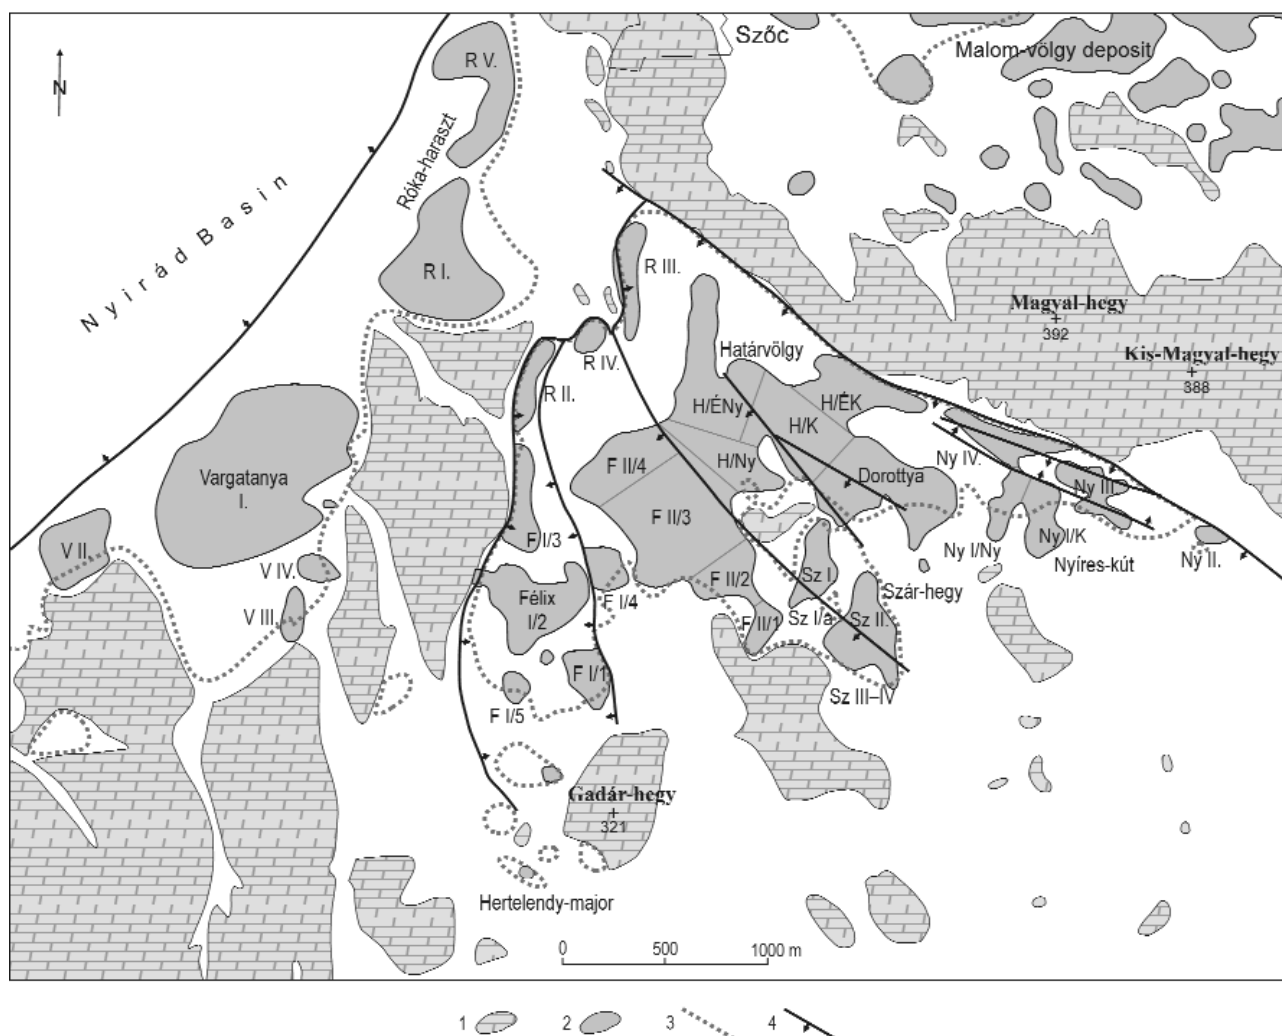 Szőc
Malom-völgy deposit
R V.
N
Róka-haraszt
Nyirád Basin
R I.
R III.
Magyal-hegy
392
Kis-Magyal-hegy
388
R IV.
Határvölgy
R II.
H/ÉNy
H/ÉK
H/K
H/Ny
F II/4
Dorottya
Ny IV.
Ny III.
Vargatanya
I.
F II/3
F I/3
V II.
Ny I/Ny
Ny I/K
Ny II.
Nyíres-kút
V IV.
Félix
I/2
F I/4
F II/2
Sz I.
Szár-hegy
V III.
F II/1
Sz I/a
Sz II.
F I/1
F I/5
Sz III–IV
Gadár-hegy
321
Hertelendy-major
0 500 1000 m
1 2 3 4